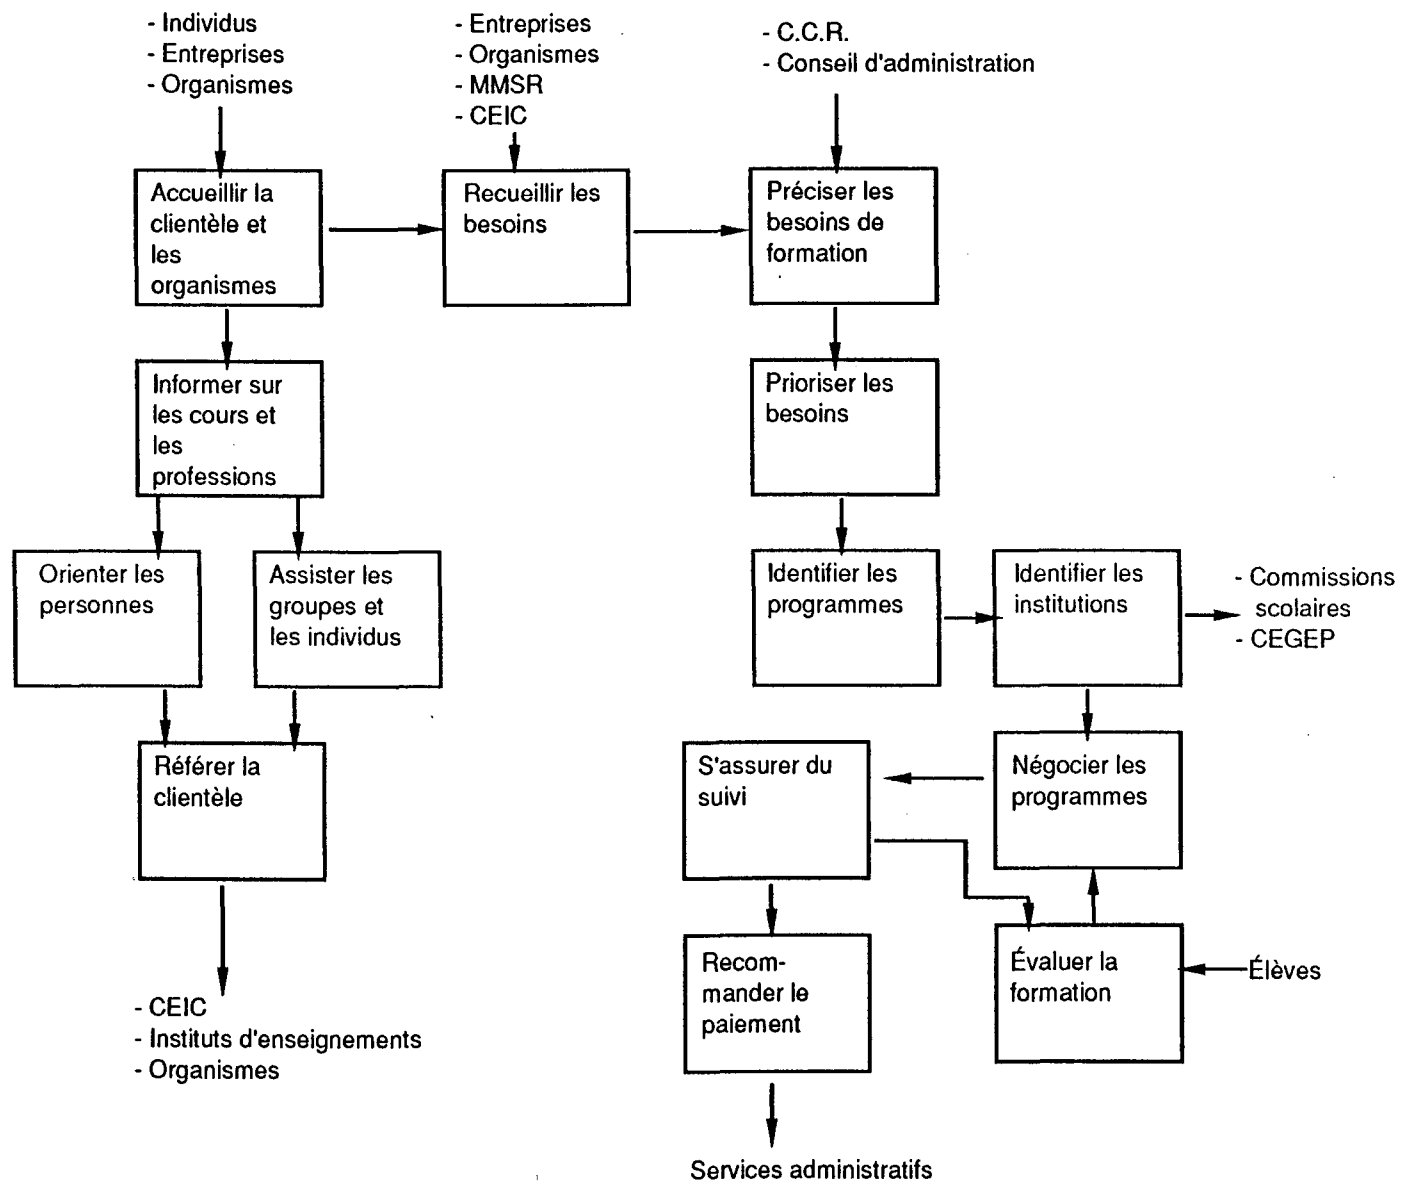 - Individus
- Entreprises
- Organismes
- Entreprises
- Organismes
- MMSR
- CEIC
- C.C.R.
- Conseil d'administration
Accueillir la
clientèle et
les
organismes
Recueillir les
besoins
Préciser les
besoins de
formation
Informer sur
les cours et
les
professions
Prioriser les
besoins
Orienter les
personnes
Assister les
groupes et
les individus
Identifier les
programmes
Identifier les
institutions
- Commissions
scolaires
- CEGEP
Référer la
clientèle
S'assurer du
suivi
Négocier les
programmes
Recom-
mander le
paiement
Évaluer la
formation
Élèves
- CEIC
- Instituts d'enseignements
- Organismes
Services administratifs